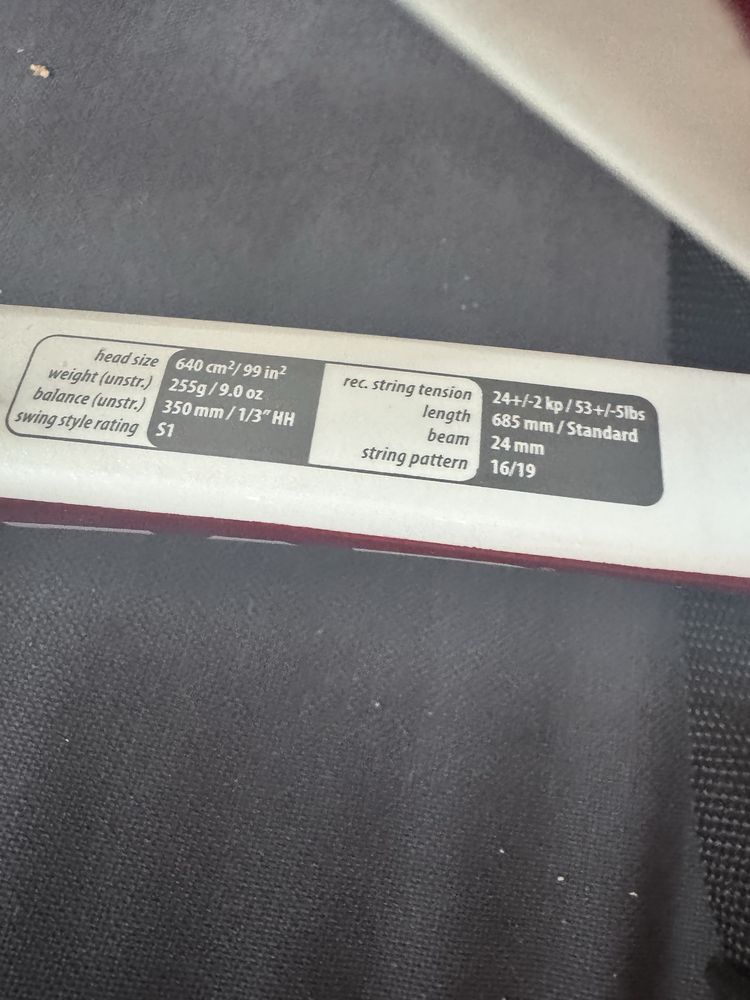 head size 640 cm²/ 99 in²
weight (unstr.) 255g / 9.0 oz
balance (unstr.) 350 mm / 1/3" HH
swing style rating S1
rec. string tension 24+/-2 kp / 53+/-5lbs
length 685 mm / Standard
beam 24 mm
string pattern 16/19